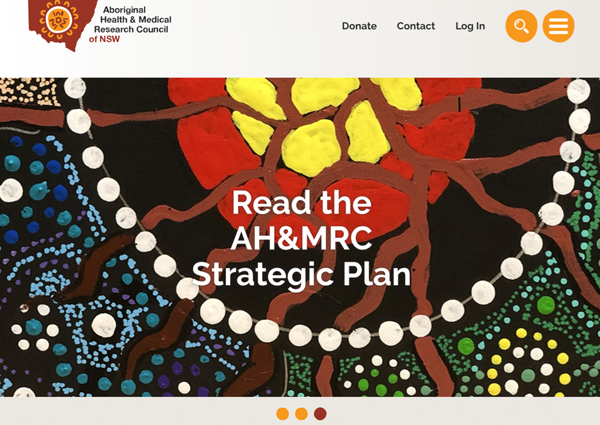 Aboriginal
Health & Medical
Research Council
of NSW
Donate
Contact
Log In
Read the
AH&MRC
Strategic Plan